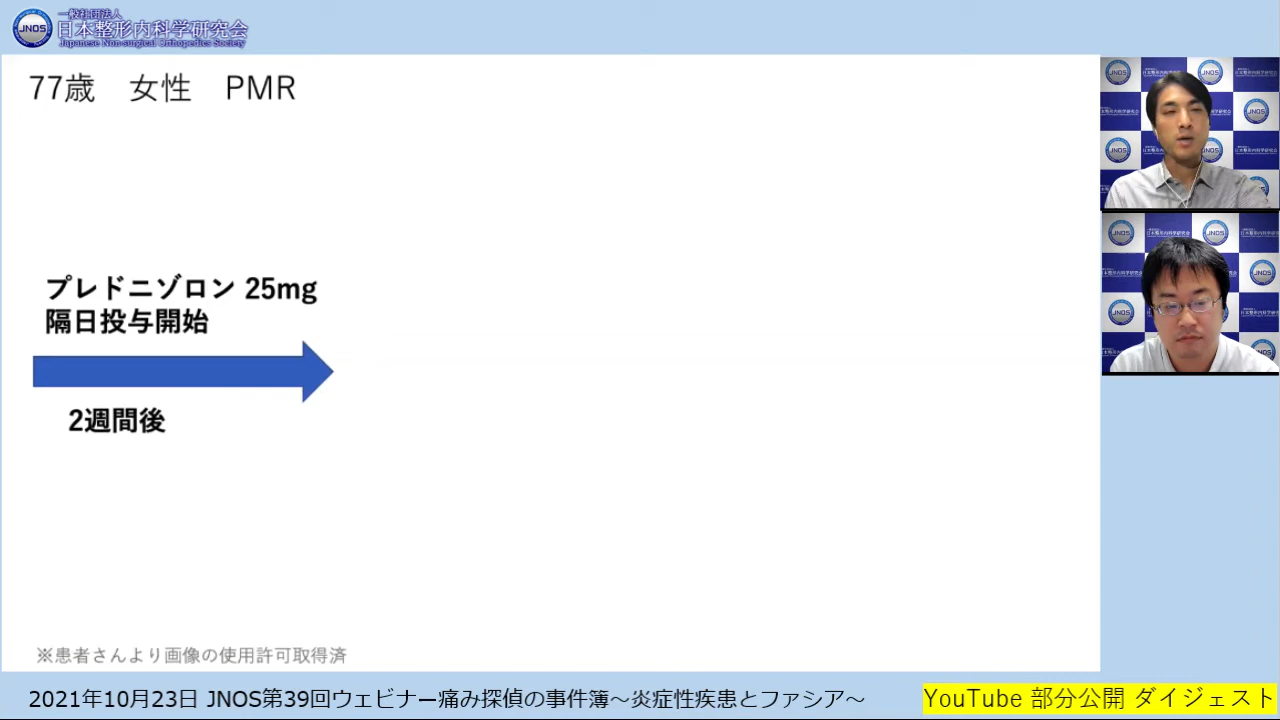 一般社団法人
JNOS 日本整形内科学研究会
Japanese Non-surgical Orthopedics Society
77歳　女性　PMR
プレドニゾロン 25mg
隔日投与開始
2週間後
※患者さんより画像の使用許可取得済
2021年10月23日 JNOS第39回ウェビナー痛み探偵の事件簿～炎症性疾患とファシア～
YouTube 部分公開 ダイジェスト